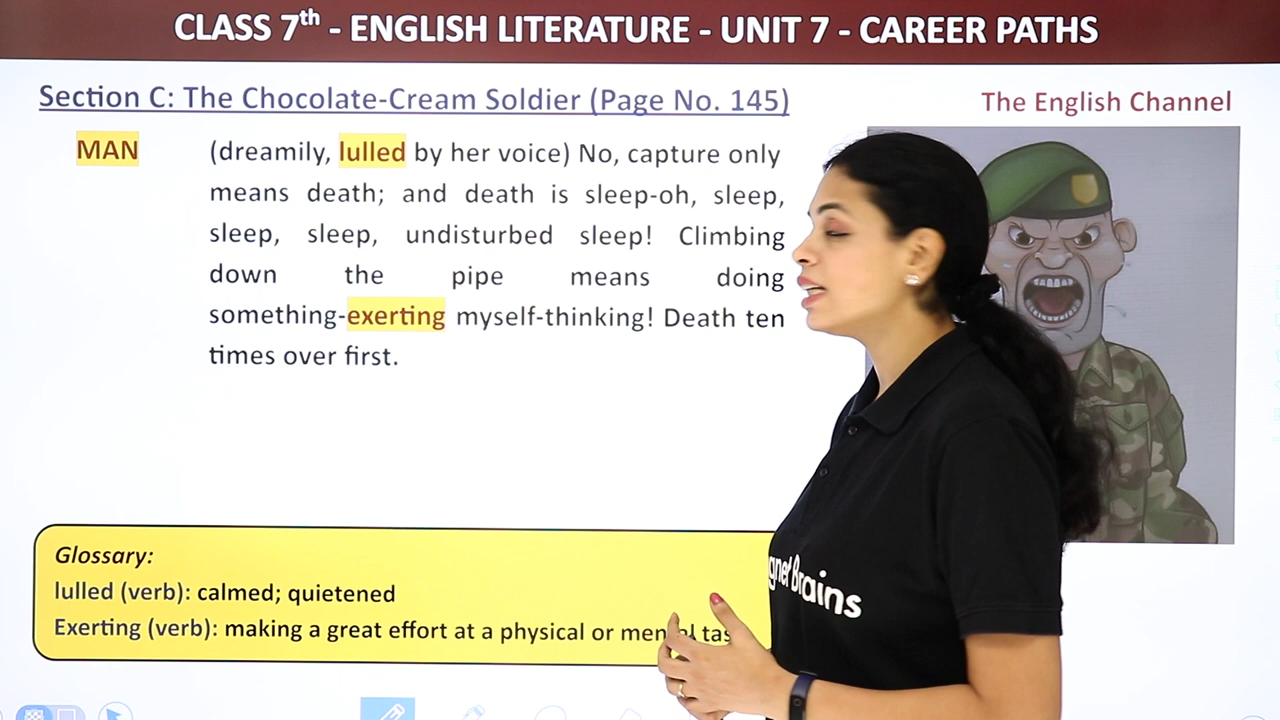 CLASS 7th - ENGLISH LITERATURE - UNIT 7 - CAREER PATHS
Section C: The Chocolate-Cream Soldier (Page No. 145)
The English Channel
MAN
(dreamily, lulled by her voice) No, capture only
means death; and death is sleep-oh, sleep,
sleep, sleep, undisturbed sleep! Climbing
down the pipe means doing
something-exerting myself-thinking! Death ten
times over first.
Glossary:
lulled (verb): calmed; quietened
Exerting (verb): making a great effort at a physical or mental
Brains